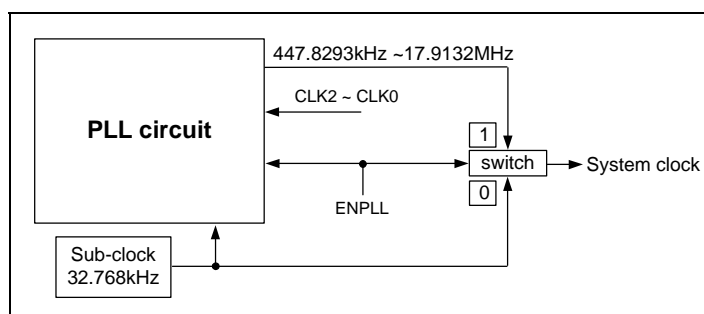 447.8293kHz ~17.9132MHz
CLK2 ~ CLK0
PLL circuit
1
switch
System clock
0
ENPLL
Sub-clock
32.768kHz